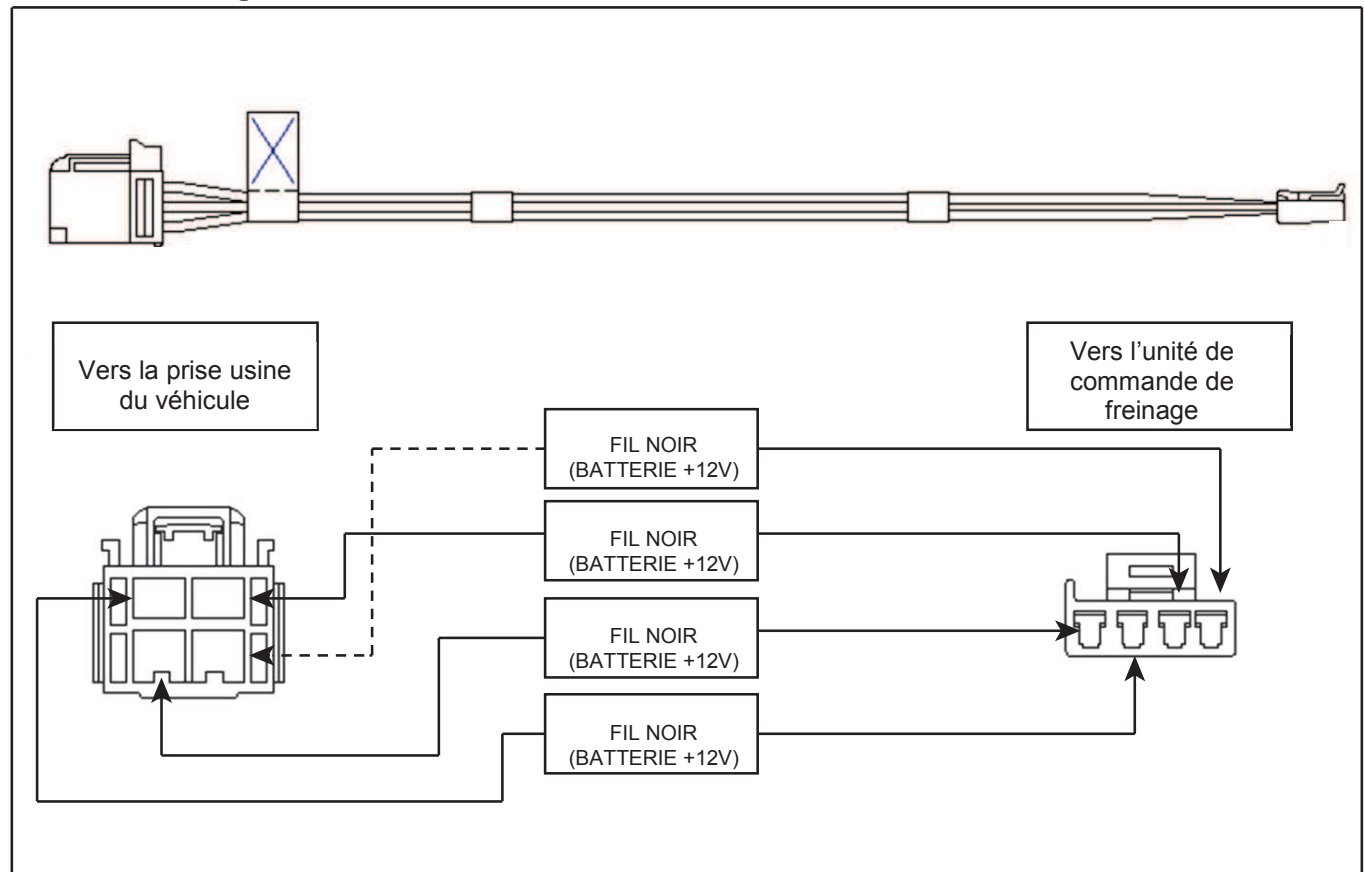 Vers la prise usine
du véhicule
Vers l'unité de
commande de
freinage
FIL NOIR
(BATTERIE +12V)
FIL NOIR
(BATTERIE +12V)
FIL NOIR
(BATTERIE +12V)
FIL NOIR
(BATTERIE +12V)